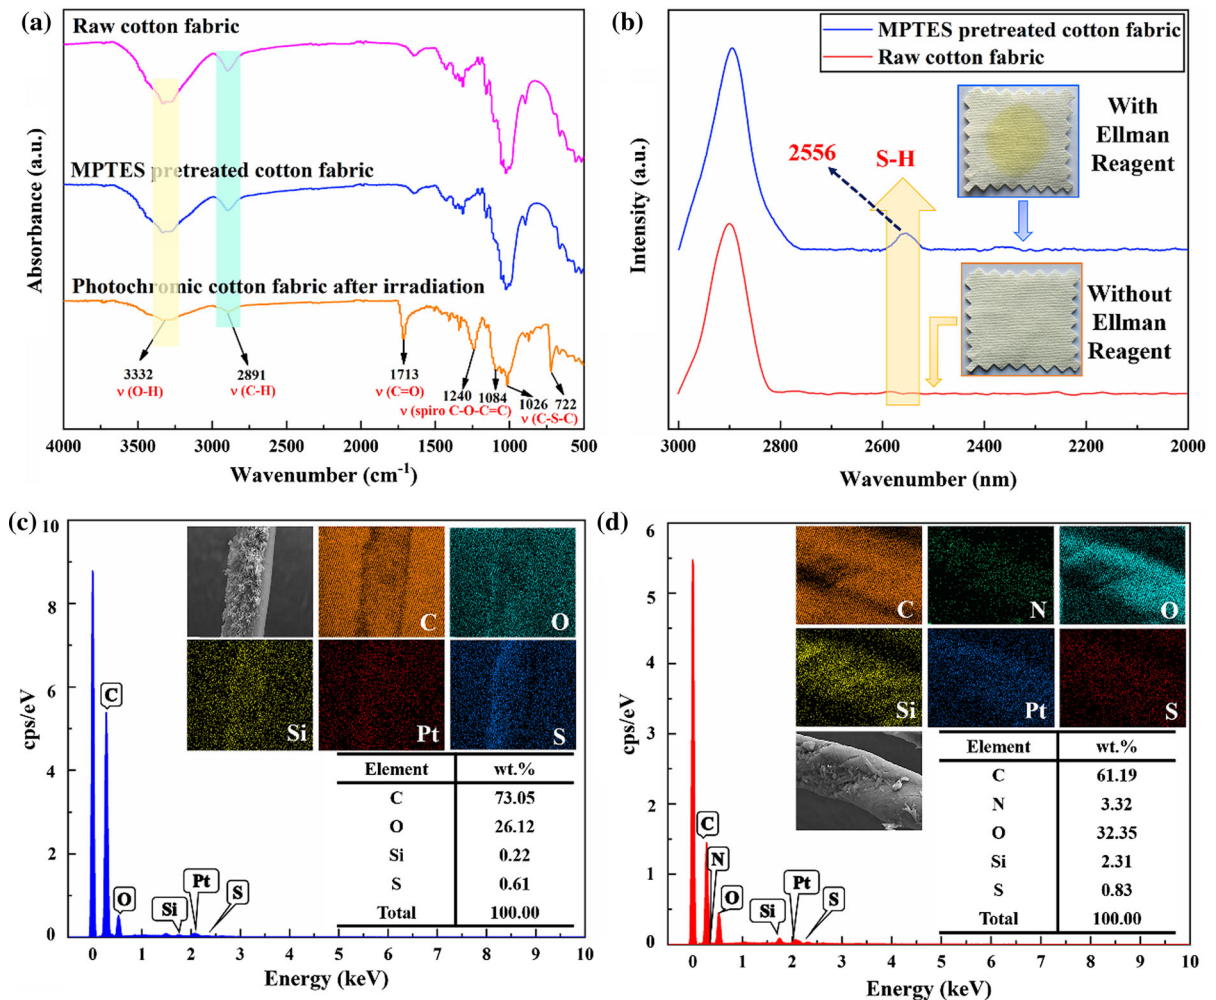 (a)
Raw cotton fabric
MPTES pretreated cotton fabric
Photochromic cotton fabric after irradiation
3332
ν (O-H)
2891
ν (C-H)
1713
ν (C=O)
1240
1084
ν (spiro C-O-C=C)
1026
722
ν (C-S-C)
Absorbance (a.u.)
4000 3500 3000 2500 2000 1500 1000 500
Wavenumber (cm-1)
(b)
MPTES pretreated cotton fabric
Raw cotton fabric
With
Ellman
Reagent
2556
S-H
Without
Ellman
Reagent
Intensity (a.u.)
3000 2800 2600 2400 2200 2000
Wavenumber (nm)
(c)
10
8
6
4
2
0
cps/eV
C
O
Si
Pt
S
C
O
Si
Pt
S
Element wt.%
C 73.05
O 26.12
Si 0.22
S 0.61
Total 100.00
0 1 2 3 4 5 6 7 8 9 10
Energy (keV)
(d)
6
5
4
3
2
1
0
cps/eV
C
N
O
Si
Pt
S
C
N
O
Si
Pt
S
Element wt.%
C 61.19
N 3.32
O 32.35
Si 2.31
S 0.83
Total 100.00
0 1 2 3 4 5 6 7 8 9 10
Energy (keV)